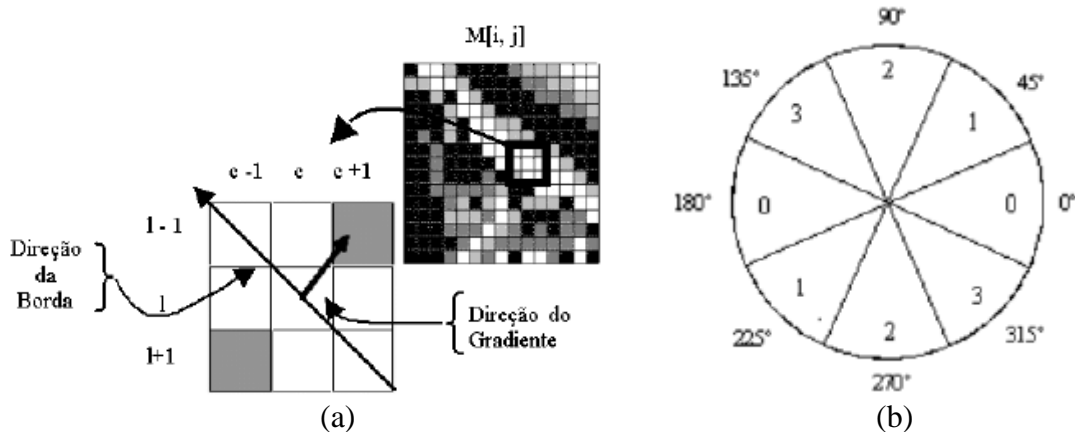 M[i, j]
c -1 c c +1
l - 1
l
l+1
Direção
da
Borda
Direção do
Gradiente
(a)
90°
135°
45°
2
3
1
180°
0
0
0°
1
3
225°
2
315°
270°
(b)